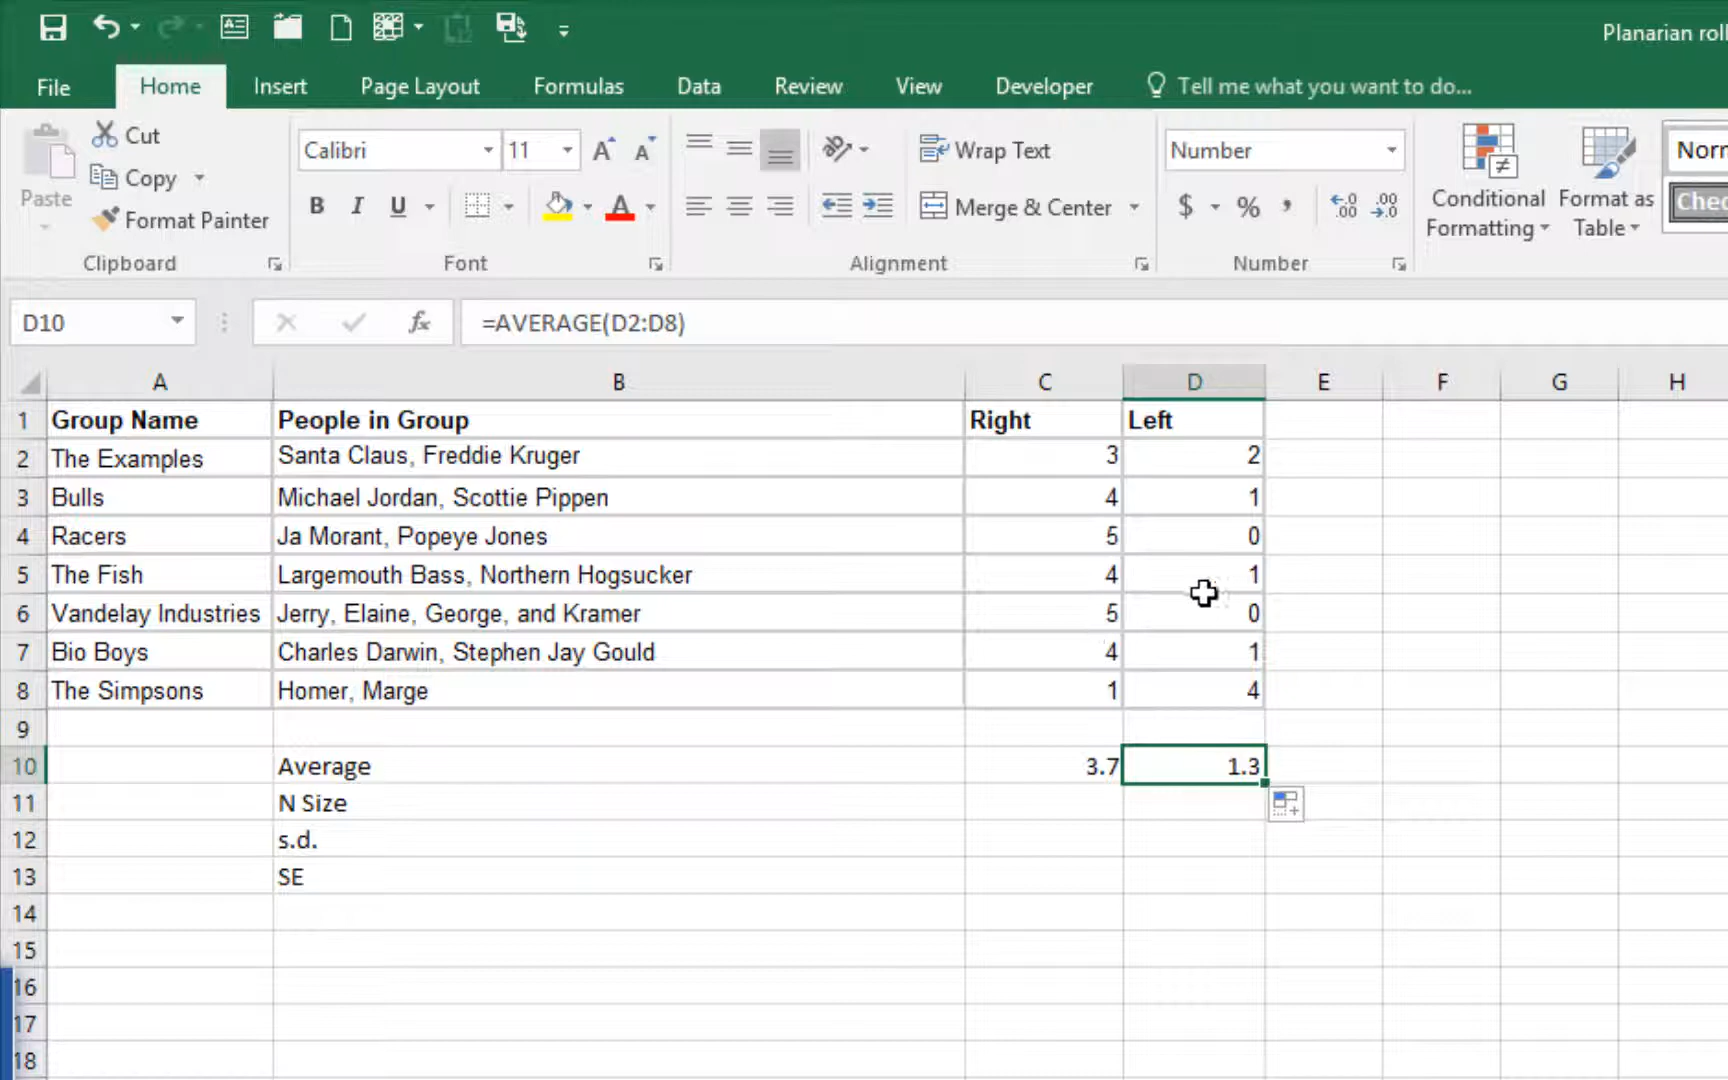 Planarian roll
File Home Insert Page Layout Formulas Data Review View Developer Tell me what you want to do...
Paste
Cut
Copy
Format Painter
Clipboard
Calibri 11
B I U
Font
Wrap Text
Merge & Center
Alignment
Number
$ % ,
Number
Conditional Formatting
Format as Table
D10 fx =AVERAGE(D2:D8)
A B C D E F G H
1 Group Name People in Group Right Left
2 The Examples Santa Claus, Freddie Kruger 3 2
3 Bulls Michael Jordan, Scottie Pippen 4 1
4 Racers Ja Morant, Popeye Jones 5 0
5 The Fish Largemouth Bass, Northern Hogsucker 4 1
6 Vandelay Industries Jerry, Elaine, George, and Kramer 5 0
7 Bio Boys Charles Darwin, Stephen Jay Gould 4 1
8 The Simpsons Homer, Marge 1 4
9
10 Average 3.7 1.3
11 N Size
12 s.d.
13 SE
14
15
16
17
18